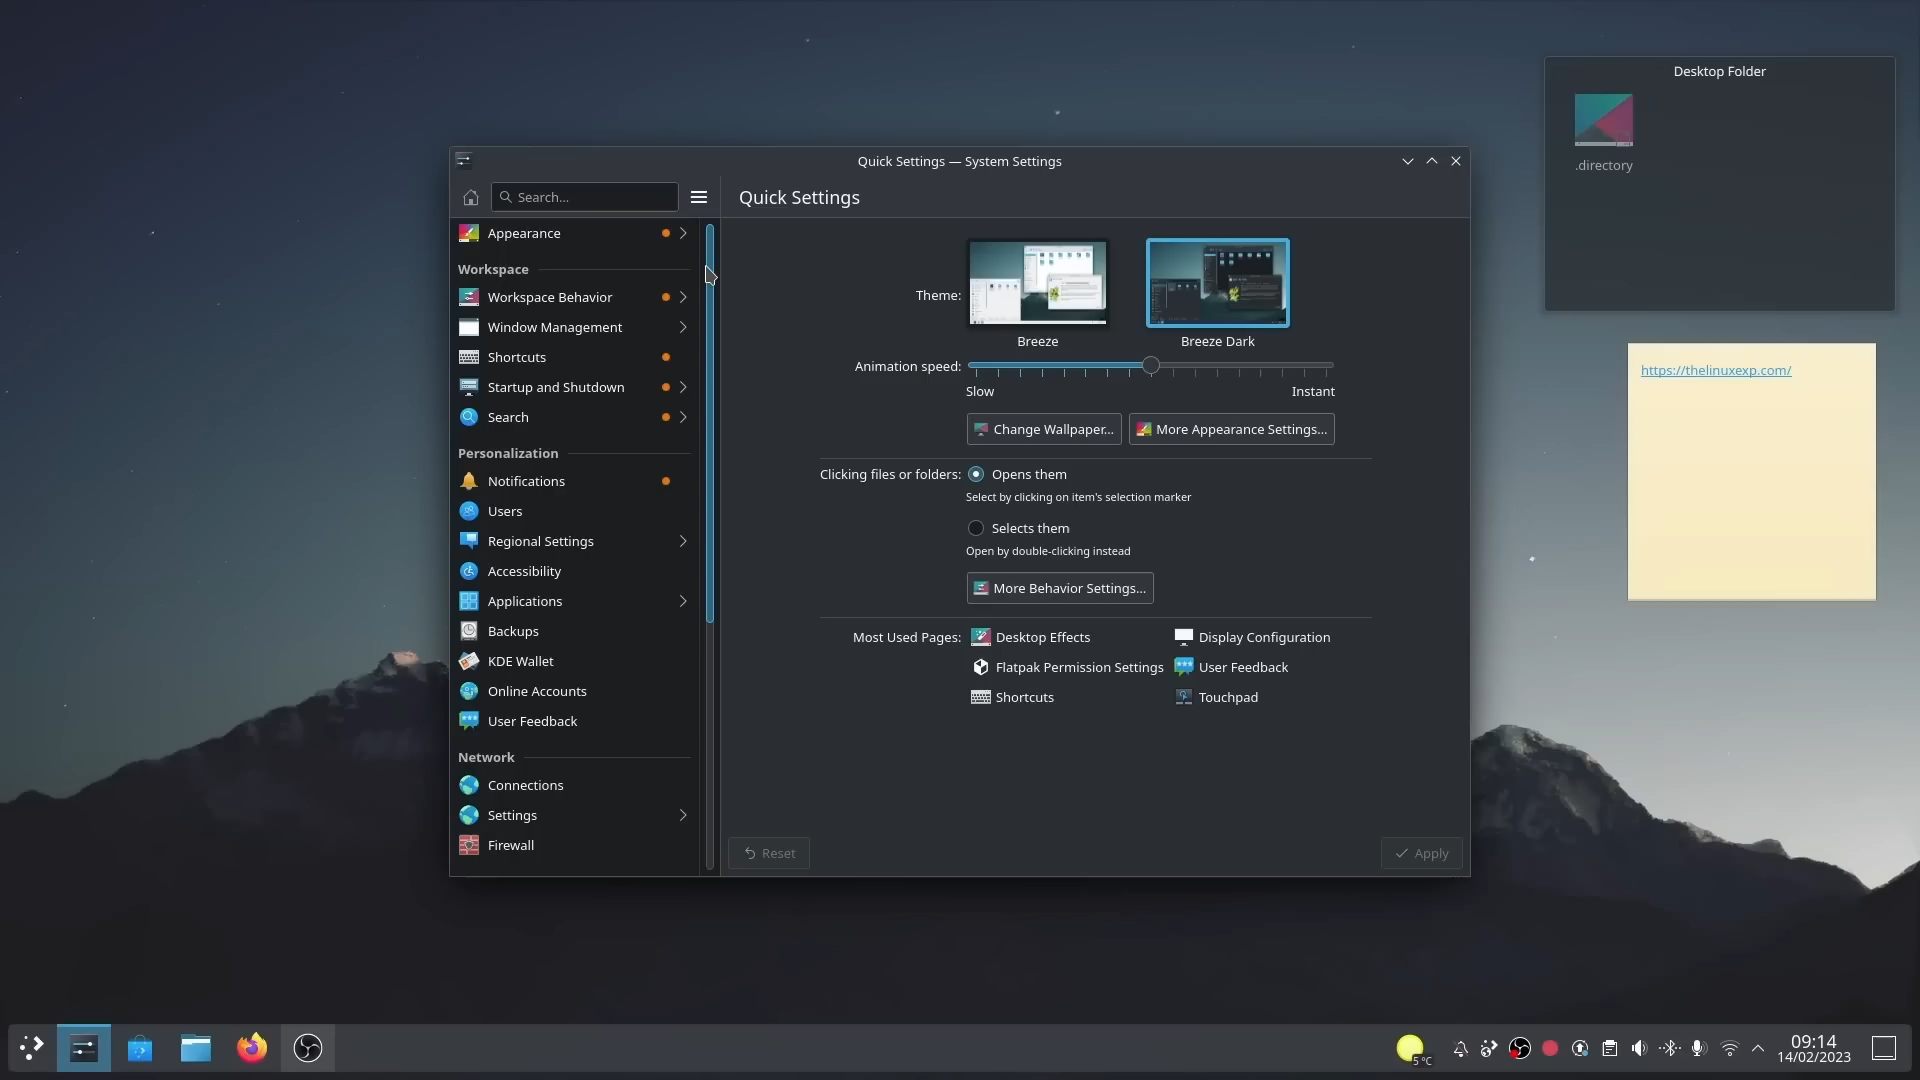 Desktop Folder
.directory
https://thelinuxexp.com/
Quick Settings — System Settings
Search...
Quick Settings
Appearance
Workspace
Workspace Behavior
Window Management
Shortcuts
Startup and Shutdown
Search
Personalization
Notifications
Users
Regional Settings
Accessibility
Applications
Backups
KDE Wallet
Online Accounts
User Feedback
Network
Connections
Settings
Firewall
Theme:
Breeze
Breeze Dark
Animation speed:
Slow
Instant
Change Wallpaper...
More Appearance Settings...
Clicking files or folders:
Opens them
Select by clicking on item's selection marker
Selects them
Open by double-clicking instead
More Behavior Settings...
Most Used Pages:
Desktop Effects
Display Configuration
Flatpak Permission Settings
User Feedback
Shortcuts
Touchpad
Reset
Apply
5 °C
09:14
14/02/2023